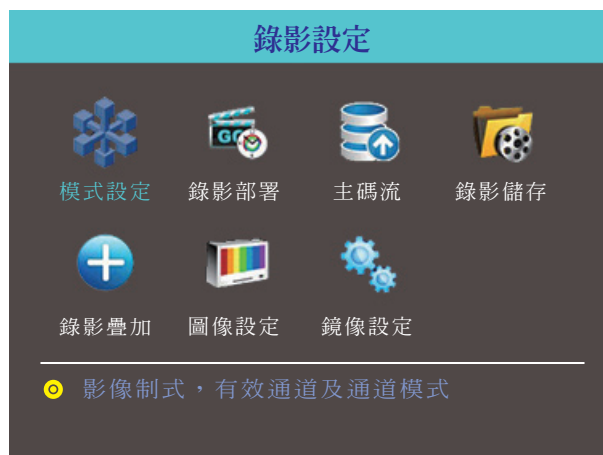 錄影設定
GO
模式設定 錄影部署 主碼流 錄影儲存
錄影疊加 圖像設定 鏡像設定
影像制式，有效通道及通道模式